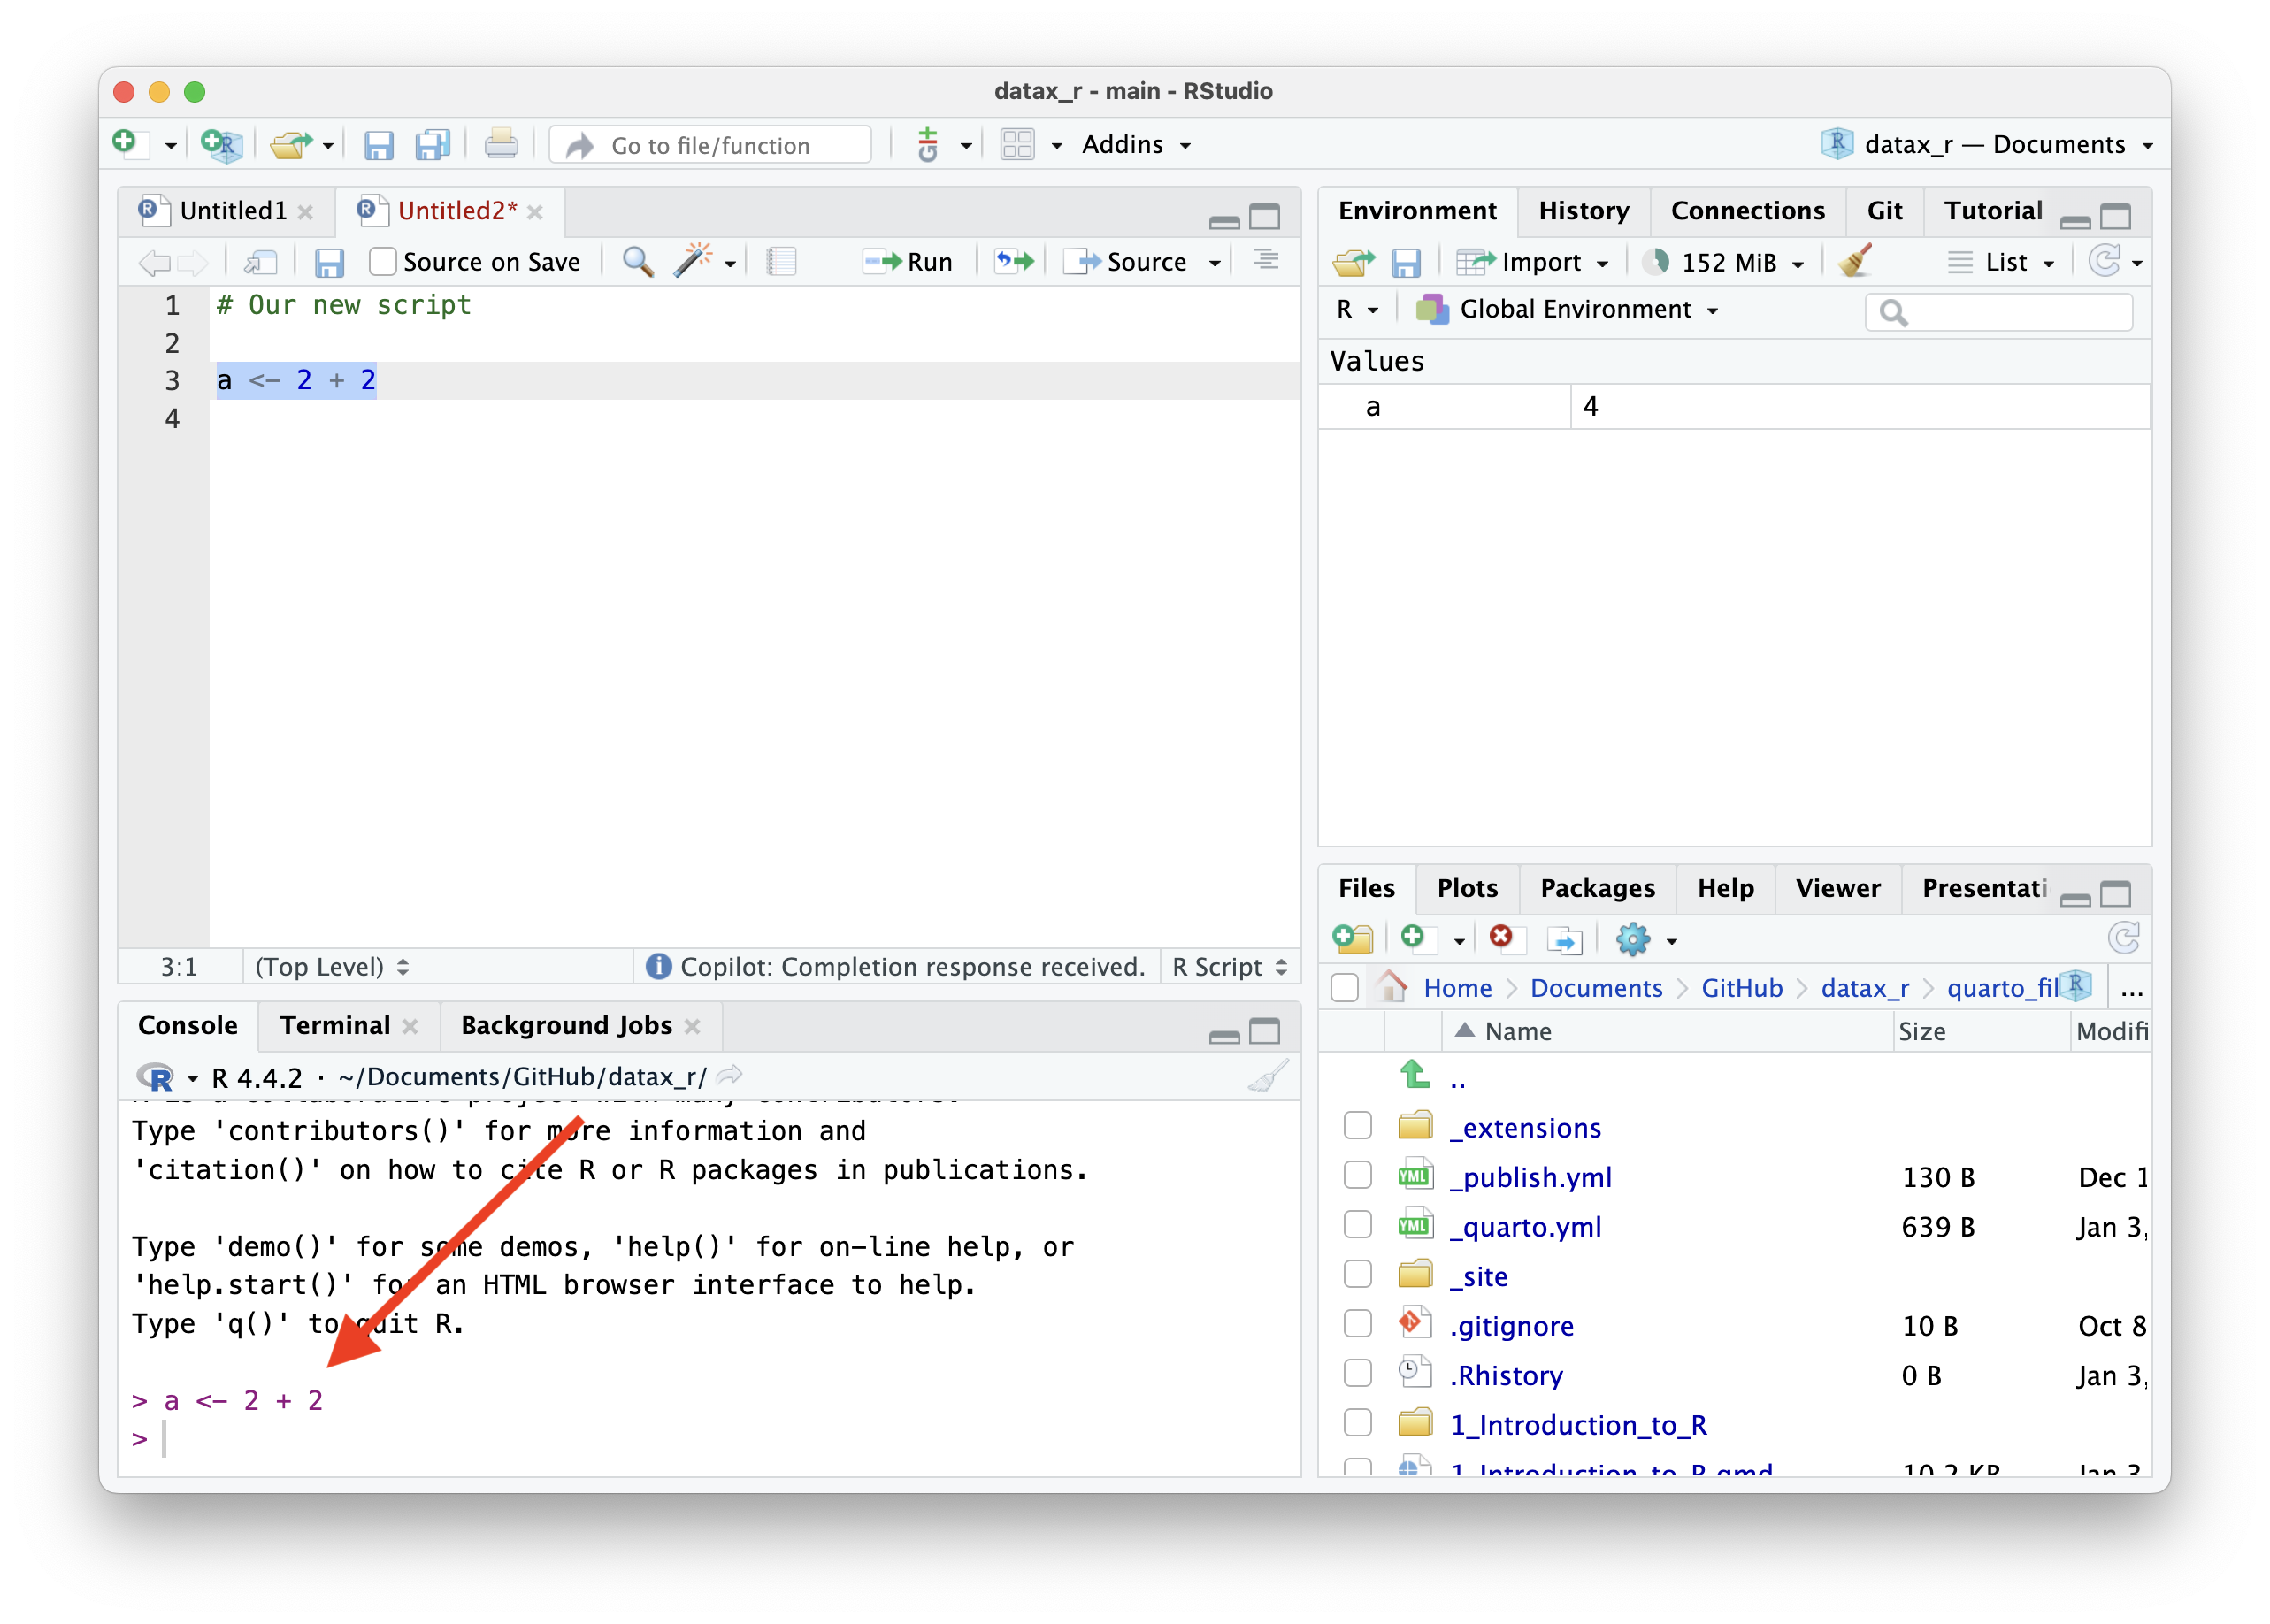 datax_r - main - RStudio
Go to file/function
Addins
datax_r — Documents
Untitled1
Untitled2*
Source on Save
Run
Source
1 # Our new script
2
3 a <- 2 + 2
4
3:1 (Top Level) Copilot: Completion response received. R Script
Console Terminal Background Jobs
R 4.4.2 · ~/Documents/GitHub/datax_r/
Type 'contributors()' for more information and
'citation()' on how to cite R or R packages in publications.
Type 'demo()' for some demos, 'help()' for on-line help, or
'help.start()' for an HTML browser interface to help.
Type 'q()' to quit R.
> a <- 2 + 2
>
Environment History Connections Git Tutorial
Import 152 MiB List
R Global Environment
Values
a 4
Files Plots Packages Help Viewer Presentati
Home Documents GitHub datax_r quarto_fil ...
Name Size Modifi
..
_extensions
_publish.yml 130 B Dec 1
_quarto.yml 639 B Jan 3,
_site
.gitignore 10 B Oct 8
.Rhistory 0 B Jan 3,
1_Introduction_to_R
1_Introduction_to_R.qmd 10.2 KB Jan 3